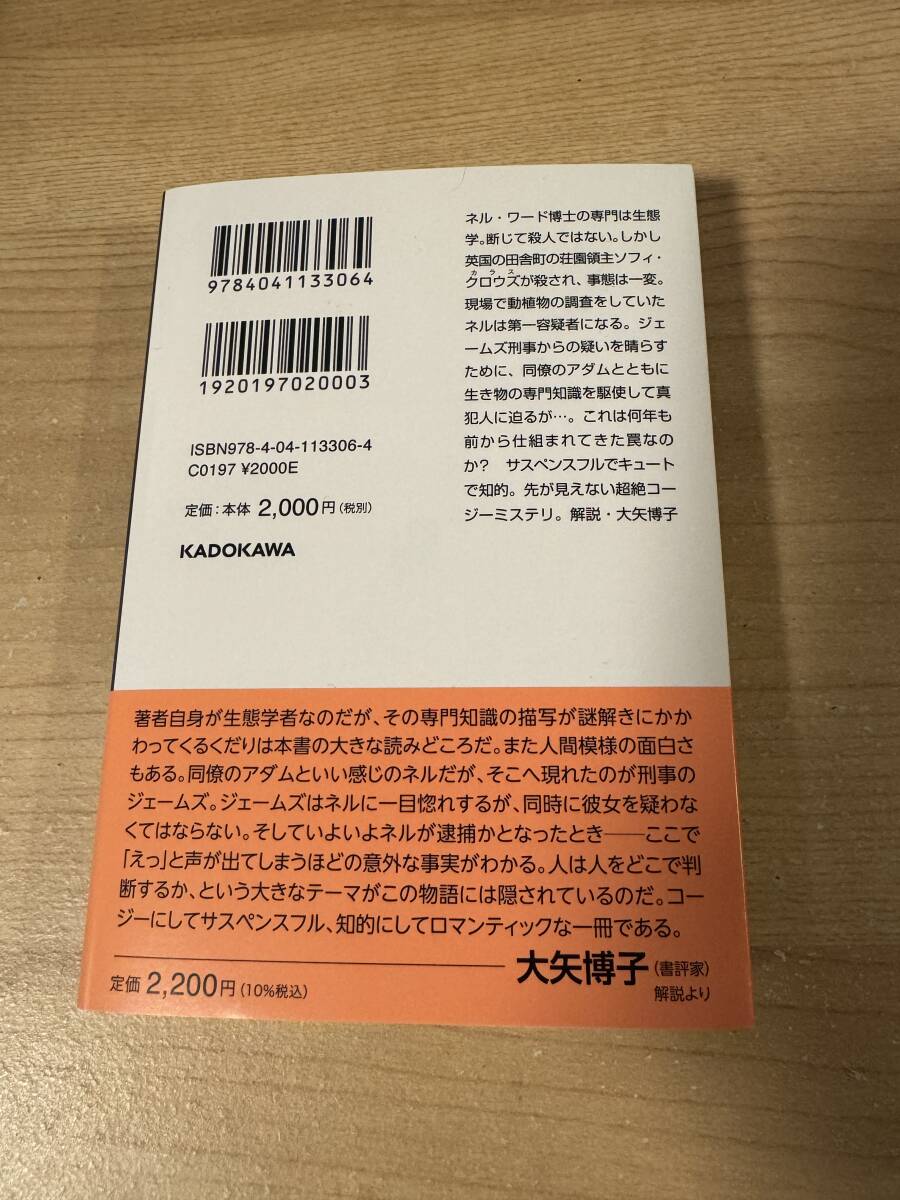 9784041133064
1920197020003
ISBN978-4-04-113306-4
C0197 ¥2000E
定価：本体 2,000円（税別）
KADOKAWA
ネル・ワード博士の専門は生態
学。断じて殺人ではない。しかし
英国の田舎町の荘園領主ソフィ・
カラス
クロウズが殺され、事態は一変。
現場で動植物の調査をしていた
ネルは第一容疑者になる。ジェ
ームズ刑事からの疑いを晴らす
ために、同僚のアダムとともに
生き物の専門知識を駆使して真
犯人に迫るが…。これは何年も
前から仕組まれてきた罠なの
か？　サスペンスフルでキュート
で知的。先が見えない超絶コー
ジーミステリ。解説・大矢博子
著者自身が生態学者なのだが、その専門知識の描写が謎解きにかか
わってくるくだりは本書の大きな読みどころだ。また人間模様の面白さ
もある。同僚のアダムといい感じのネルだが、そこへ現れたのが刑事の
ジェームズ。ジェームズはネルに一目惚れするが、同時に彼女を疑わな
くてはならない。そしていよいよネルが逮捕かとなったとき──ここで
「えっ」と声が出てしまうほどの意外な事実がわかる。人は人をどこで判
断するか、という大きなテーマがこの物語には隠されているのだ。コー
ジーにしてサスペンスフル、知的にしてロマンティックな一冊である。
大矢博子（書評家）
解説より
定価 2,200円（10%税込）